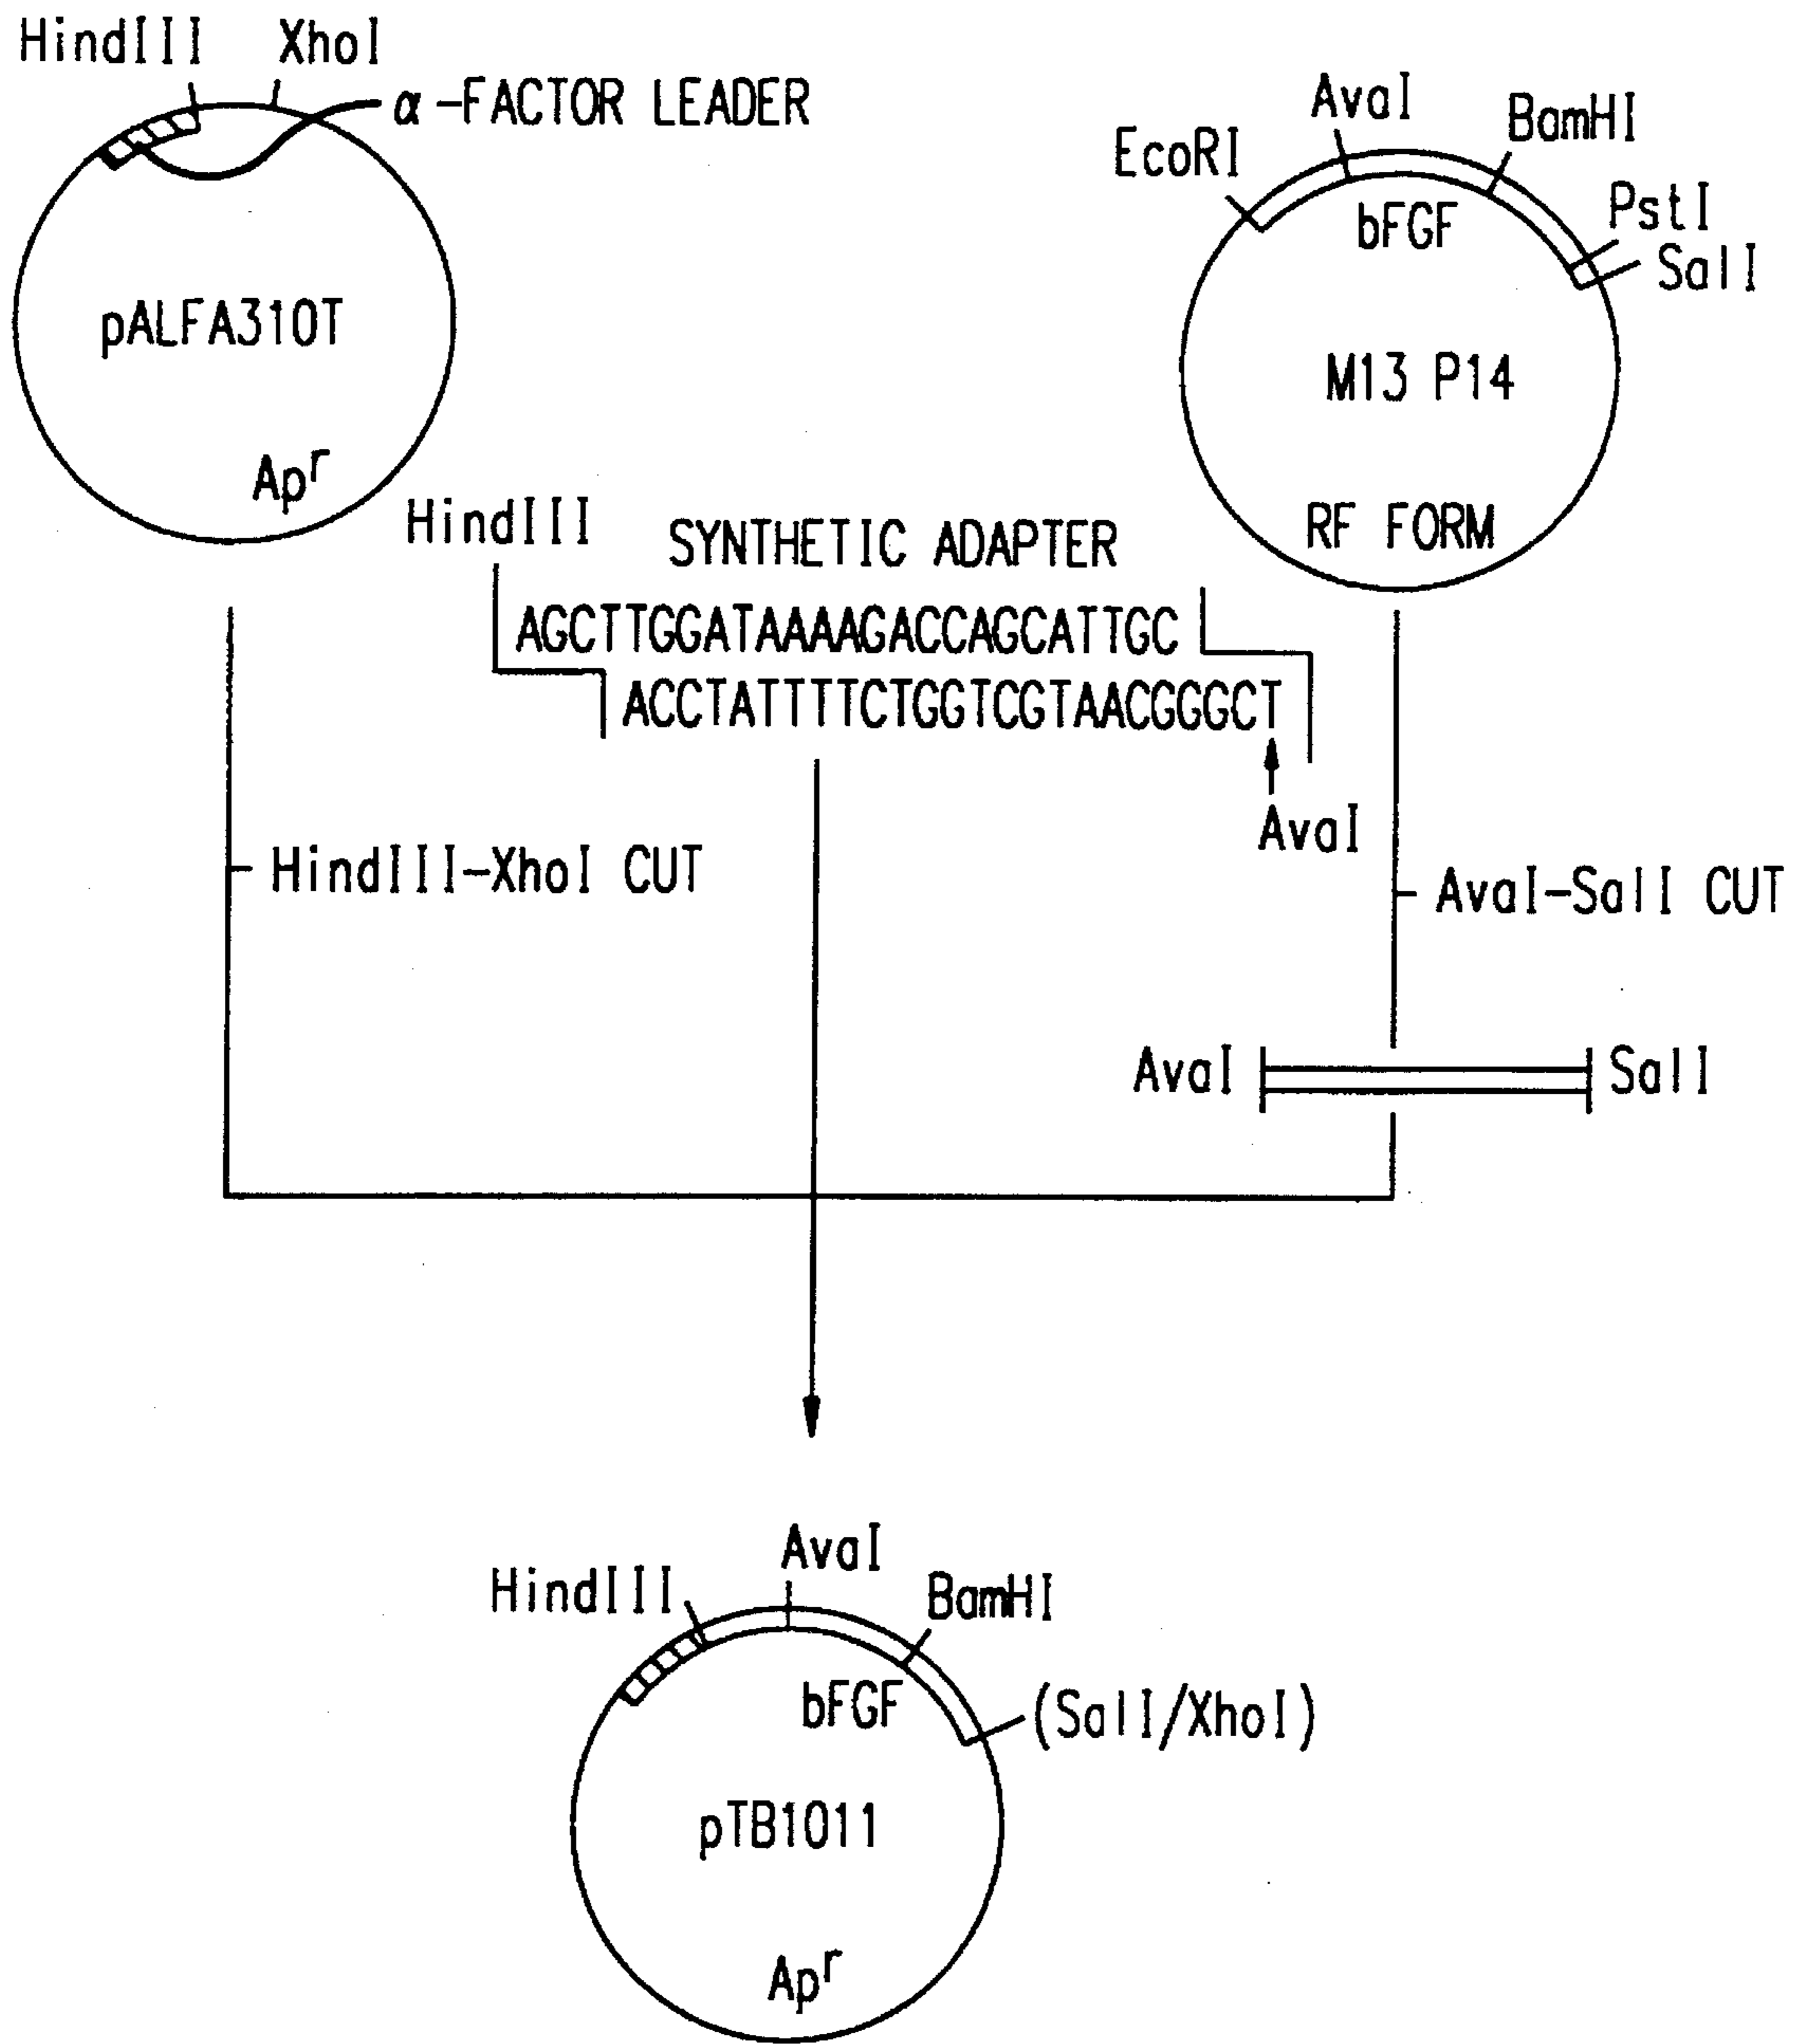 HindIII XhoI
α-FACTOR LEADER
pALFA310T
Apr
EcoRI
AvaI
BamHI
PstI
SalI
bFGF
M13 P14
RF FORM
HindIII
SYNTHETIC ADAPTER
AGCTTGGATAAAAGACCAGCATTGC
ACCTATTTTCTGGTCGTAACGGGCT
AvaI
HindIII-XhoI CUT
AvaI-SalI CUT
AvaI
SalI
HindIII
AvaI
BamHI
(SalI/XhoI)
bFGF
pTB1011
Apr